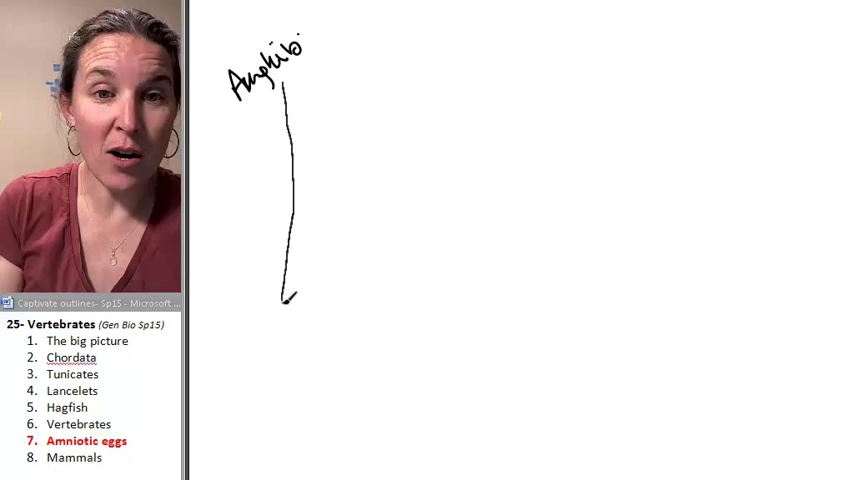 Amphib
Captivate outlines- Sp15 - Microsoft ...
25- Vertebrates (Gen Bio Sp15)
1. The big picture
2. Chordata
3. Tunicates
4. Lancelets
5. Hagfish
6. Vertebrates
7. Amniotic eggs
8. Mammals